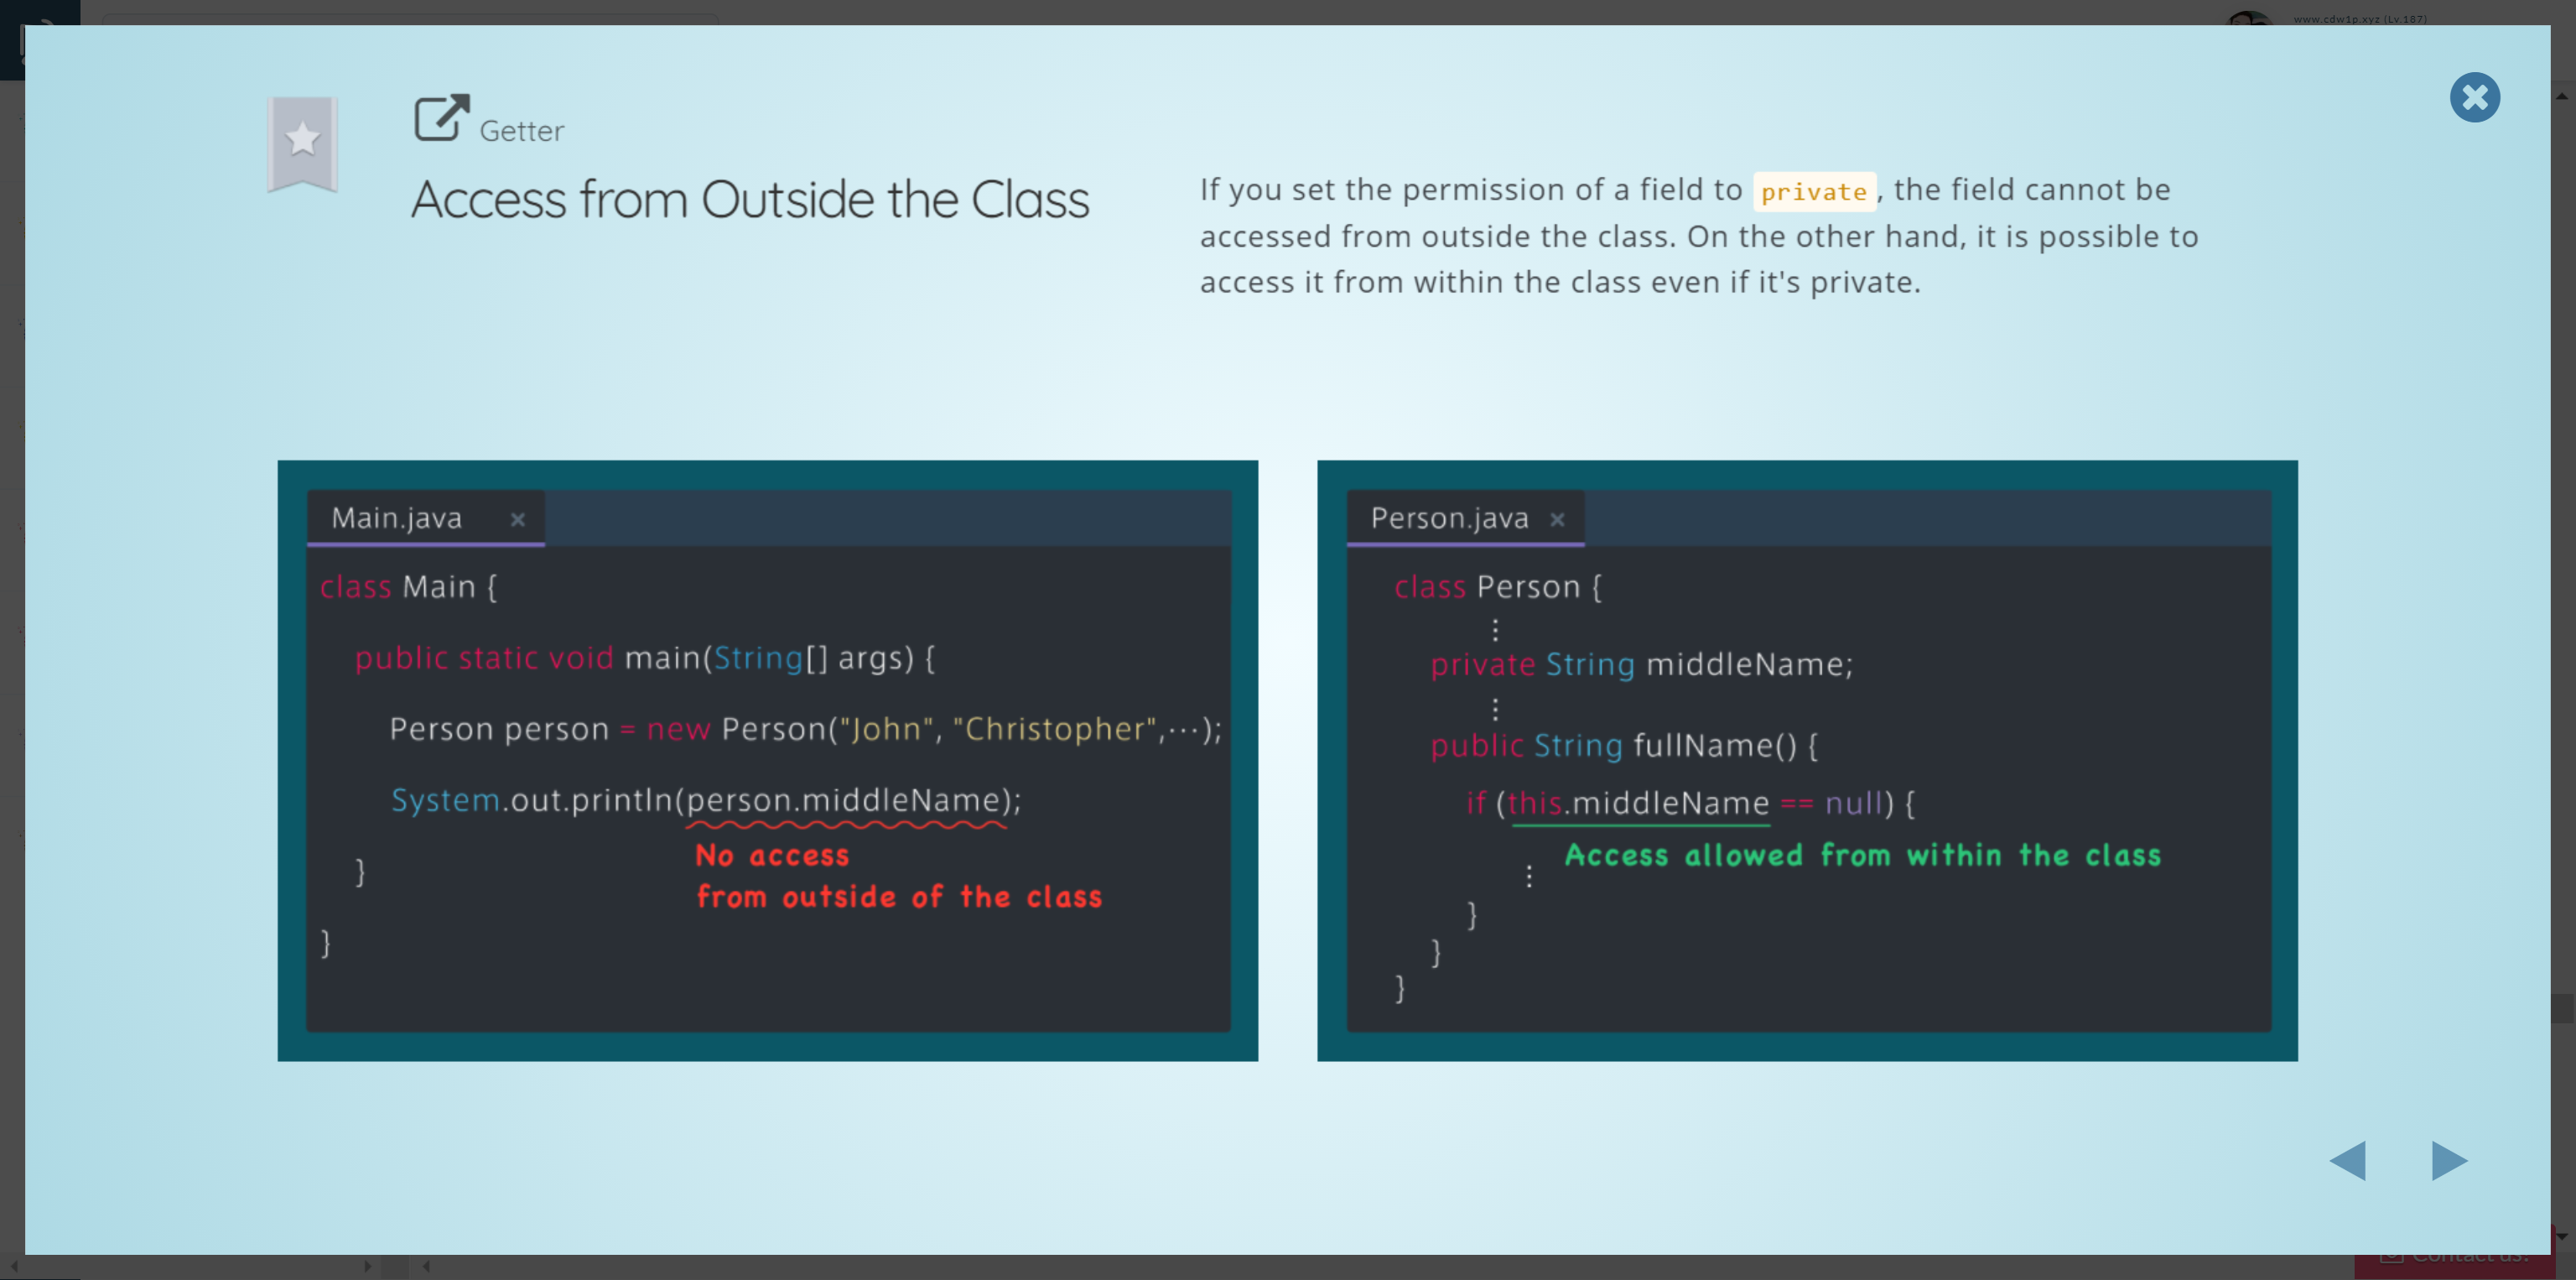 www.cdw1p.xyz (Lv.187)
Getter
Access from Outside the Class
If you set the permission of a field to private, the field cannot be
accessed from outside the class. On the other hand, it is possible to
access it from within the class even if it's private.
Main.java ×
class Main {
public static void main(String[] args) {
Person person = new Person("John", "Christopher",⋯);
System.out.println(person.middleName);
No access
from outside of the class
}
}
Person.java ×
class Person {
⋮
private String middleName;
⋮
public String fullName() {
if (this.middleName == null) {
Access allowed from within the class
⋮
}
}
}
Contact us!